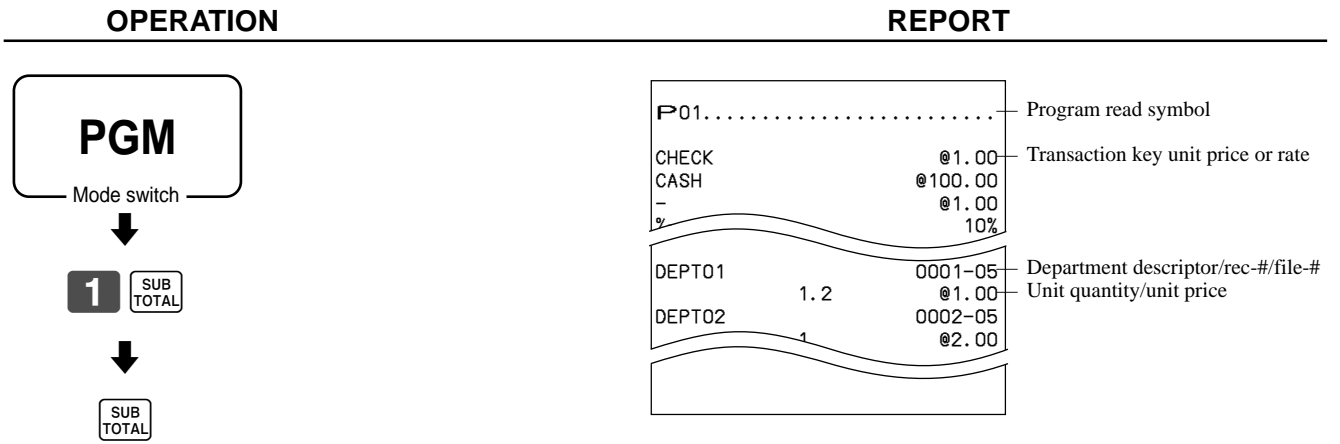 OPERATION
REPORT
PGM
Mode switch
1 SUB TOTAL
SUB TOTAL
P01......................... Program read symbol
CHECK @1.00 Transaction key unit price or rate
CASH @100.00
- @1.00
% 10%
DEPT01 0001-05 Department descriptor/rec-#/file-#
1.2 @1.00 Unit quantity/unit price
DEPT02 0002-05
1 @2.00